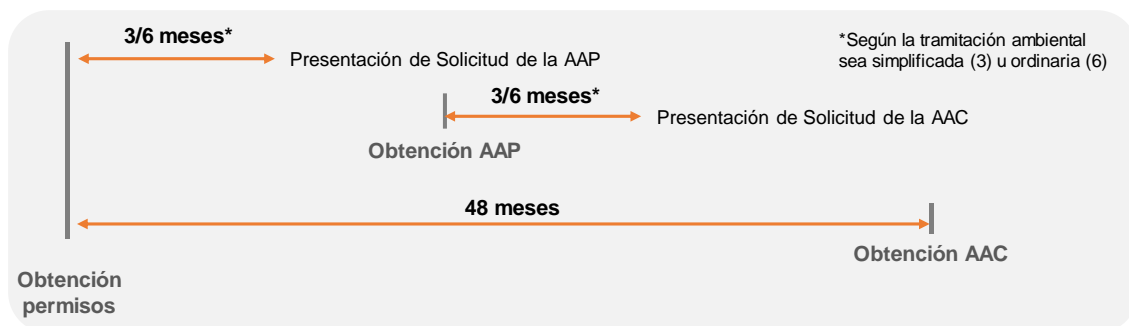 3/6 meses*
Presentación de Solicitud de la AAP
*Según la tramitación ambiental
sea simplificada (3) u ordinaria (6)
3/6 meses*
Presentación de Solicitud de la AAC
Obtención AAP
48 meses
Obtención AAC
Obtención
permisos